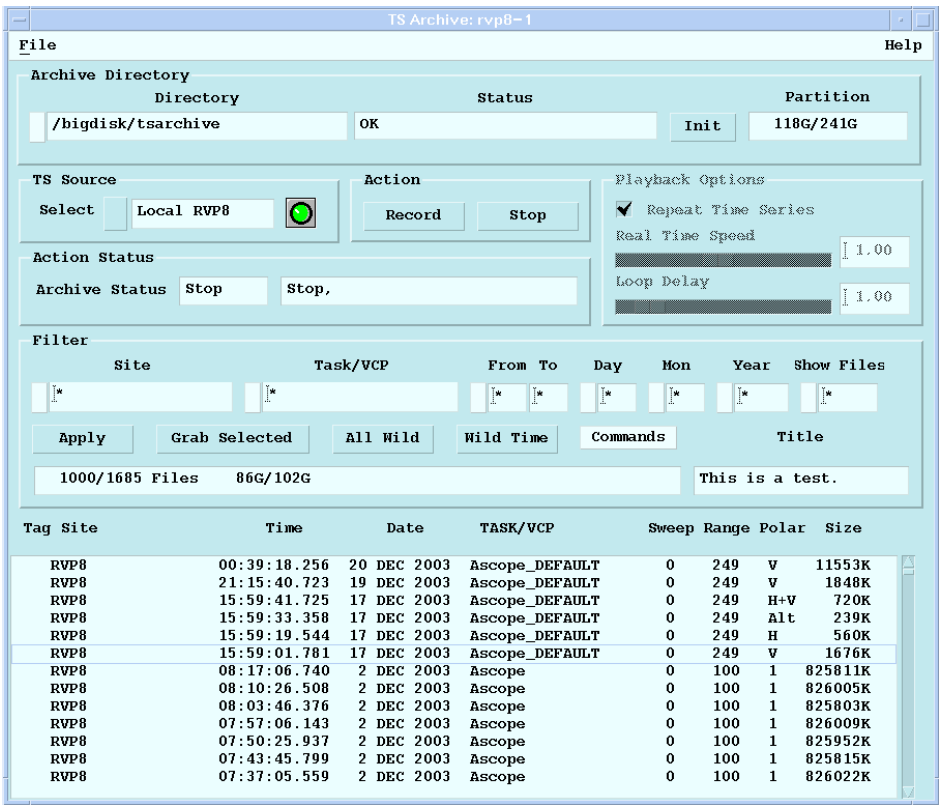 TS Archive: rvp8-1
File Help
Archive Directory
Directory Status Partition
/bigdisk/tsarchive OK Init 118G/241G
TS Source Action Playback Options
Select Local RVP8 Record Stop Repeat Time Series
Real Time Speed
1.00
Action Status
Archive Status Stop Stop,
Loop Delay
1.00
Filter
Site Task/VCP From To Day Mon Year Show Files
* * * * * * * *
Apply Grab Selected All Wild Wild Time Commands Title
1000/1685 Files 86G/102G This is a test.
Tag Site Time Date TASK/VCP Sweep Range Polar Size
RVP8 00:39:18.256 20 DEC 2003 Ascope_DEFAULT 0 249 V 11553K
RVP8 21:15:40.723 19 DEC 2003 Ascope_DEFAULT 0 249 V 1848K
RVP8 15:59:41.725 17 DEC 2003 Ascope_DEFAULT 0 249 H+V 720K
RVP8 15:59:33.358 17 DEC 2003 Ascope_DEFAULT 0 249 Alt 239K
RVP8 15:59:19.544 17 DEC 2003 Ascope_DEFAULT 0 249 H 560K
RVP8 15:59:01.781 17 DEC 2003 Ascope_DEFAULT 0 249 V 1676K
RVP8 08:17:06.740 2 DEC 2003 Ascope 0 100 1 825811K
RVP8 08:10:26.508 2 DEC 2003 Ascope 0 100 1 826005K
RVP8 08:03:46.376 2 DEC 2003 Ascope 0 100 1 825803K
RVP8 07:57:06.143 2 DEC 2003 Ascope 0 100 1 826009K
RVP8 07:50:25.937 2 DEC 2003 Ascope 0 100 1 825952K
RVP8 07:43:45.799 2 DEC 2003 Ascope 0 100 1 825815K
RVP8 07:37:05.559 2 DEC 2003 Ascope 0 100 1 826022K